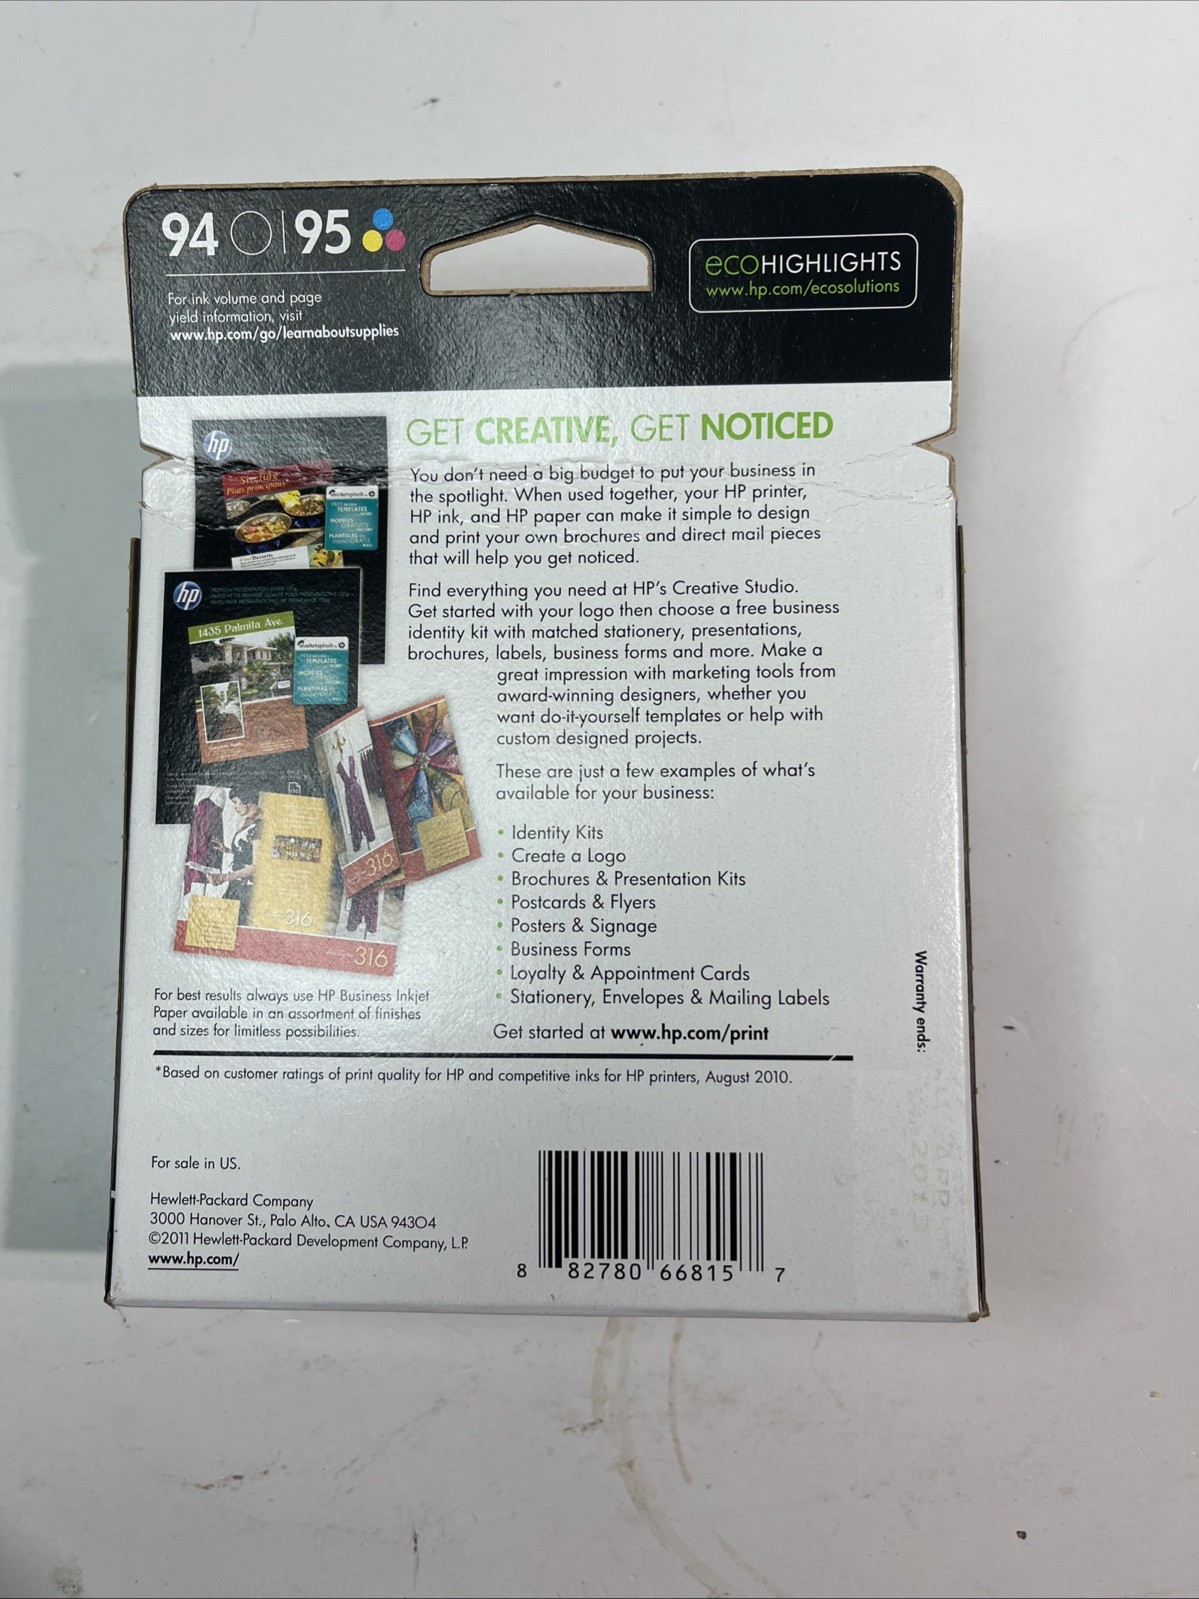 94 95
ecoHIGHLIGHTS
www.hp.com/ecosolutions
For ink volume and page
yield information, visit
www.hp.com/go/learnaboutsupplies
GET CREATIVE, GET NOTICED
You don't need a big budget to put your business in
the spotlight. When used together, your HP printer,
HP ink, and HP paper can make it simple to design
and print your own brochures and direct mail pieces
that will help you get noticed.
Find everything you need at HP's Creative Studio.
Get started with your logo then choose a free business
identity kit with matched stationery, presentations,
brochures, labels, business forms and more. Make a
great impression with marketing tools from
award-winning designers, whether you
want do-it-yourself templates or help with
custom designed projects.
These are just a few examples of what's
available for your business:
• Identity Kits
• Create a Logo
• Brochures & Presentation Kits
• Postcards & Flyers
• Posters & Signage
• Business Forms
• Loyalty & Appointment Cards
• Stationery, Envelopes & Mailing Labels
Get started at www.hp.com/print
hp
Plats principaux
TEMPLATES
hp
1435 Palmita Ave.
TEMPLATES
316
316
316
For best results always use HP Business Inkjet
Paper available in an assortment of finishes
and sizes for limitless possibilities.
*Based on customer ratings of print quality for HP and competitive inks for HP printers, August 2010.
Warranty ends:
APR
2013
For sale in US.
Hewlett-Packard Company
3000 Hanover St., Palo Alto, CA USA 94304
©2011 Hewlett-Packard Development Company, L.P.
www.hp.com/
8 82780 66815 7